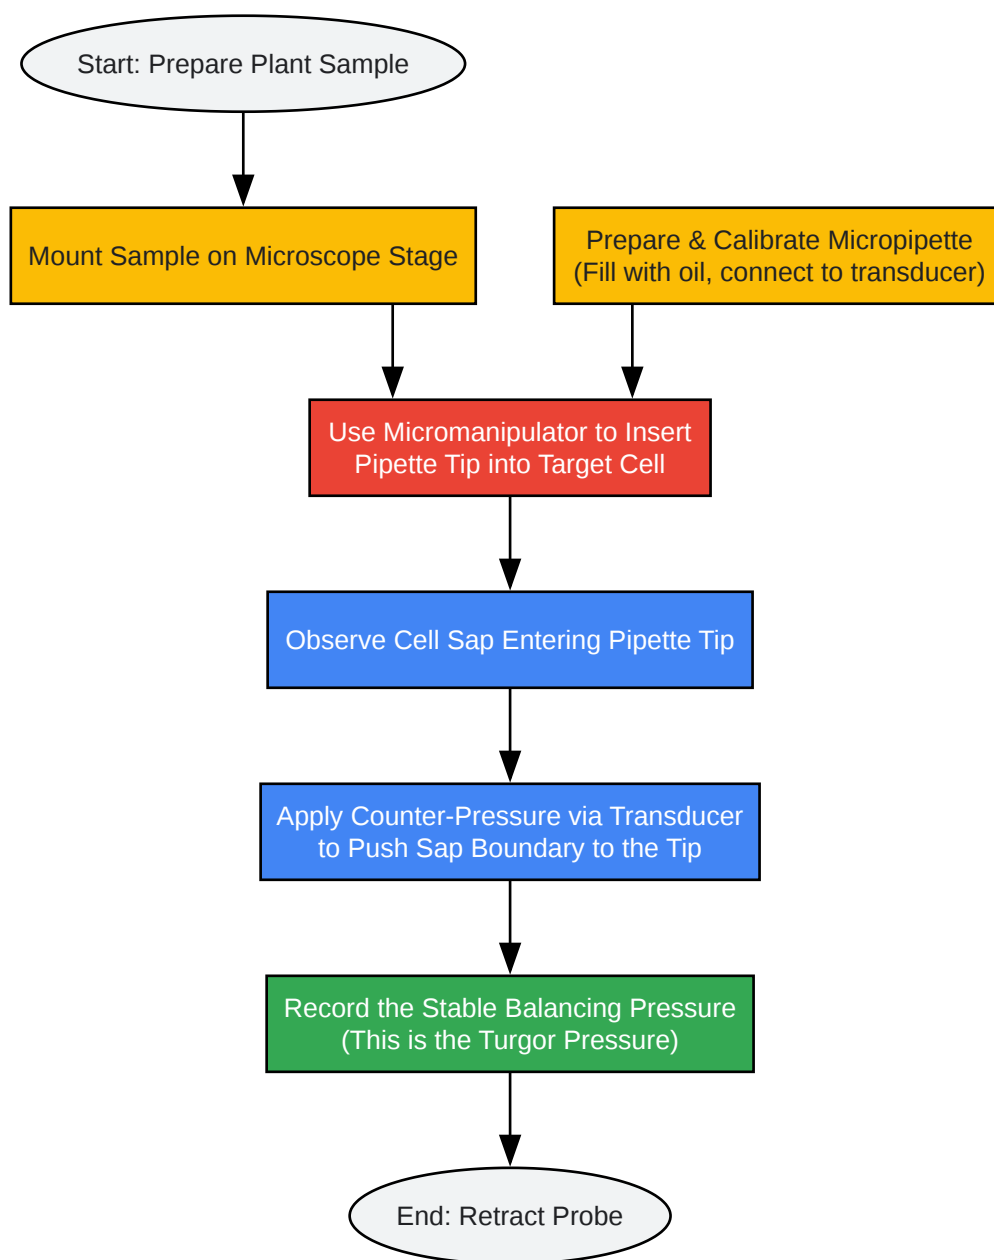 Start: Prepare Plant Sample
Mount Sample on Microscope Stage
Prepare & Calibrate Micropipette
(Fill with oil, connect to transducer)
Use Micromanipulator to Insert
Pipette Tip into Target Cell
Observe Cell Sap Entering Pipette Tip
Apply Counter-Pressure via Transducer
to Push Sap Boundary to the Tip
Record the Stable Balancing Pressure
(This is the Turgor Pressure)
End: Retract Probe